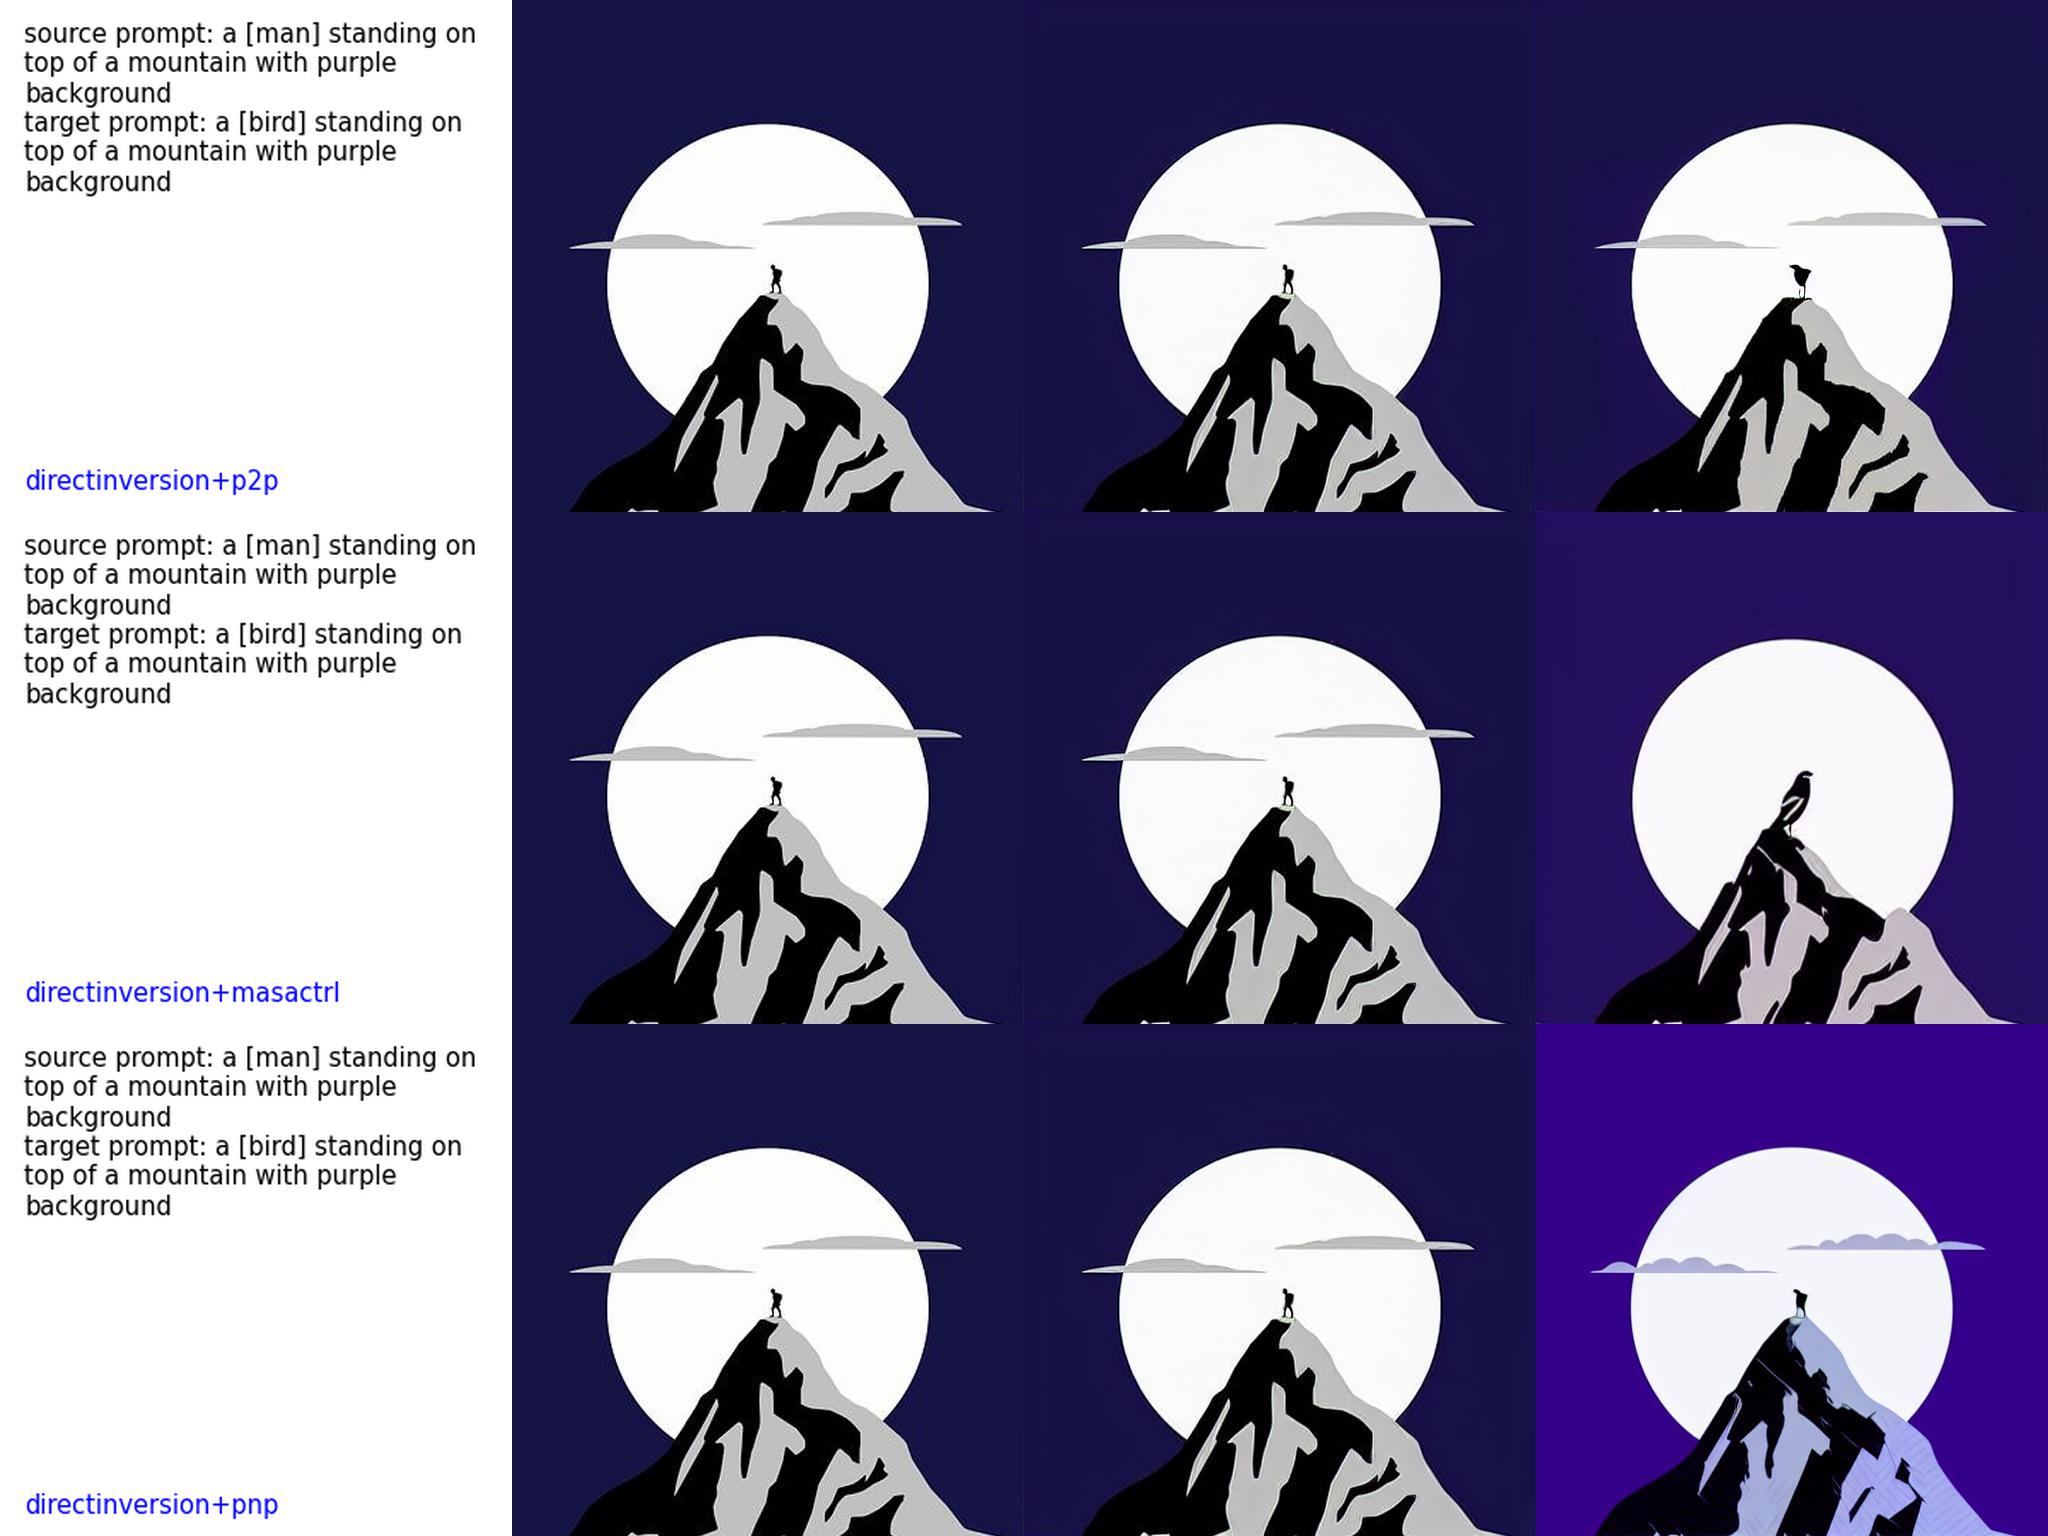 source prompt: a [man] standing on
top of a mountain with purple
background
target prompt: a [bird] standing on
top of a mountain with purple
background
directinversion+p2p
source prompt: a [man] standing on
top of a mountain with purple
background
target prompt: a [bird] standing on
top of a mountain with purple
background
directinversion+masactrl
source prompt: a [man] standing on
top of a mountain with purple
background
target prompt: a [bird] standing on
top of a mountain with purple
background
directinversion+pnp